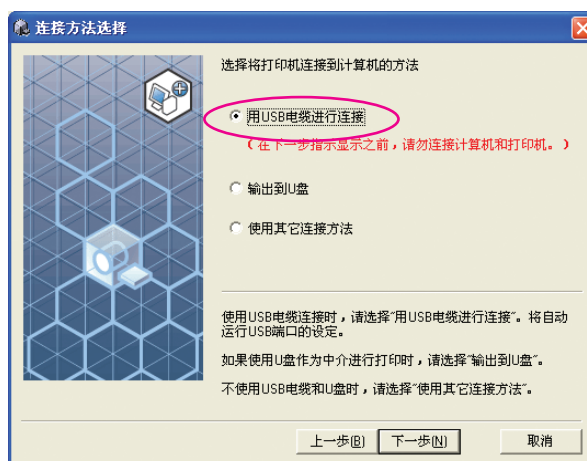 连接方法选择
选择将打印机连接到计算机的方法
用USB电缆进行连接
(在下一步指示显示之前，请勿连接计算机和打印机。)
输出到U盘
使用其它连接方法
使用USB电缆连接时，请选择"用USB电缆进行连接"。将自动
运行USB端口的设定。
如果使用U盘作为中介进行打印时，请选择"输出到U盘"。
不使用USB电缆和U盘时，请选择"使用其它连接方法"。
上一步(B) 下一步(N) 取消